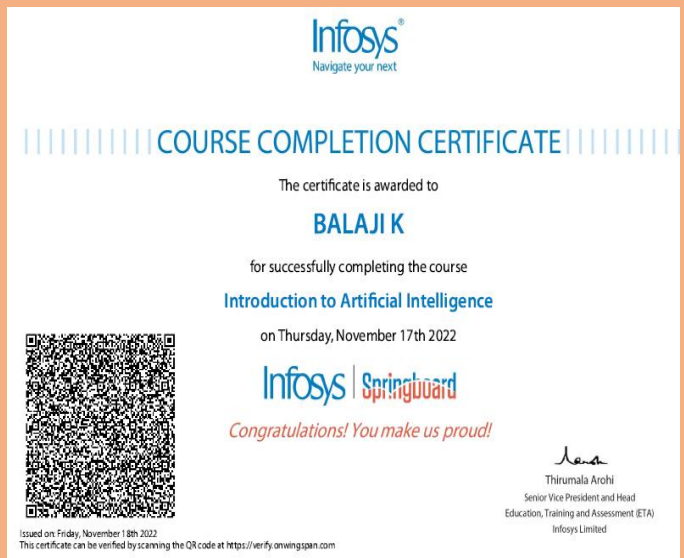 Infosys®
Navigate your next
COURSE COMPLETION CERTIFICATE
The certificate is awarded to
BALAJI K
for successfully completing the course
Introduction to Artificial Intelligence
on Thursday, November 17th 2022
Infosys | Springboard
Congratulations! You make us proud!
Thirumala Arohi
Senior Vice President and Head
Education, Training and Assessment (ETA)
Infosys Limited
Issued on: Friday, November 18th 2022
This certificate can be verified by scanning the QR code at https://verify.onwingspan.com